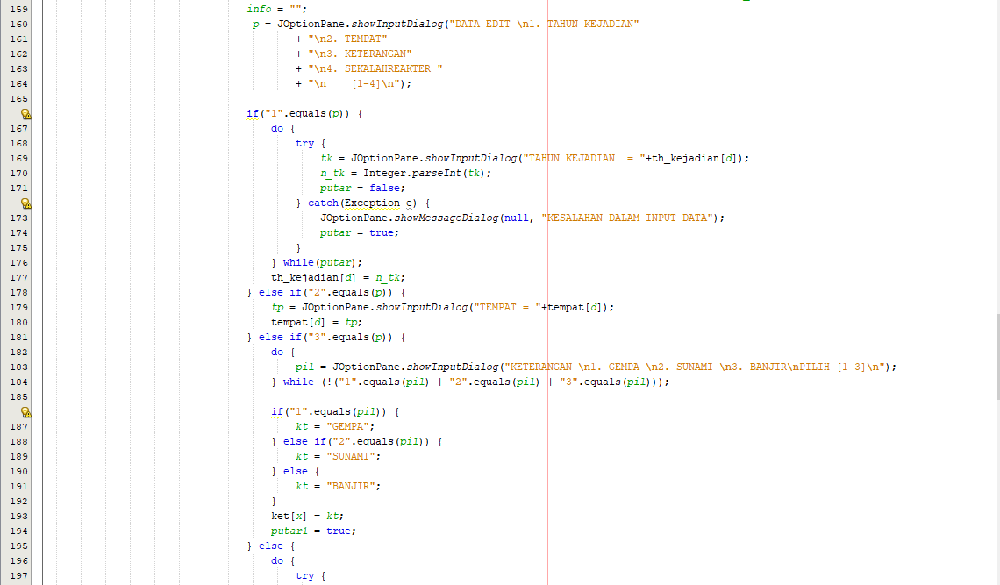 159 info = "";
160 p = JOptionPane.showInputDialog("DATA EDIT \n1. TAHUN KEJADIAN"
161 + "\n2. TEMPAT"
162 + "\n3. KETERANGAN"
163 + "\n4. SEKALAHREAKTER "
164 + "\n    [1-4]\n");
165
if("1".equals(p)) {
167 do {
168 try {
169 tk = JOptionPane.showInputDialog("TAHUN KEJADIAN  = "+th_kejadian[d]);
170 n_tk = Integer.parseInt(tk);
171 putar = false;
} catch(Exception e) {
173 JOptionPane.showMessageDialog(null, "KESALAHAN DALAM INPUT DATA");
174 putar = true;
175 }
176 } while(putar);
177 th_kejadian[d] = n_tk;
178 } else if("2".equals(p)) {
179 tp = JOptionPane.showInputDialog("TEMPAT = "+tempat[d]);
180 tempat[d] = tp;
181 } else if("3".equals(p)) {
182 do {
183 pil = JOptionPane.showInputDialog("KETERANGAN \n1. GEMPA \n2. SUNAMI \n3. BANJIR\nPILIH [1-3]\n");
184 } while (!("1".equals(pil) | "2".equals(pil) | "3".equals(pil)));
185
if("1".equals(pil)) {
187 kt = "GEMPA";
188 } else if("2".equals(pil)) {
189 kt = "SUNAMI";
190 } else {
191 kt = "BANJIR";
192 }
193 ket[x] = kt;
194 putar1 = true;
195 } else {
196 do {
197 try {